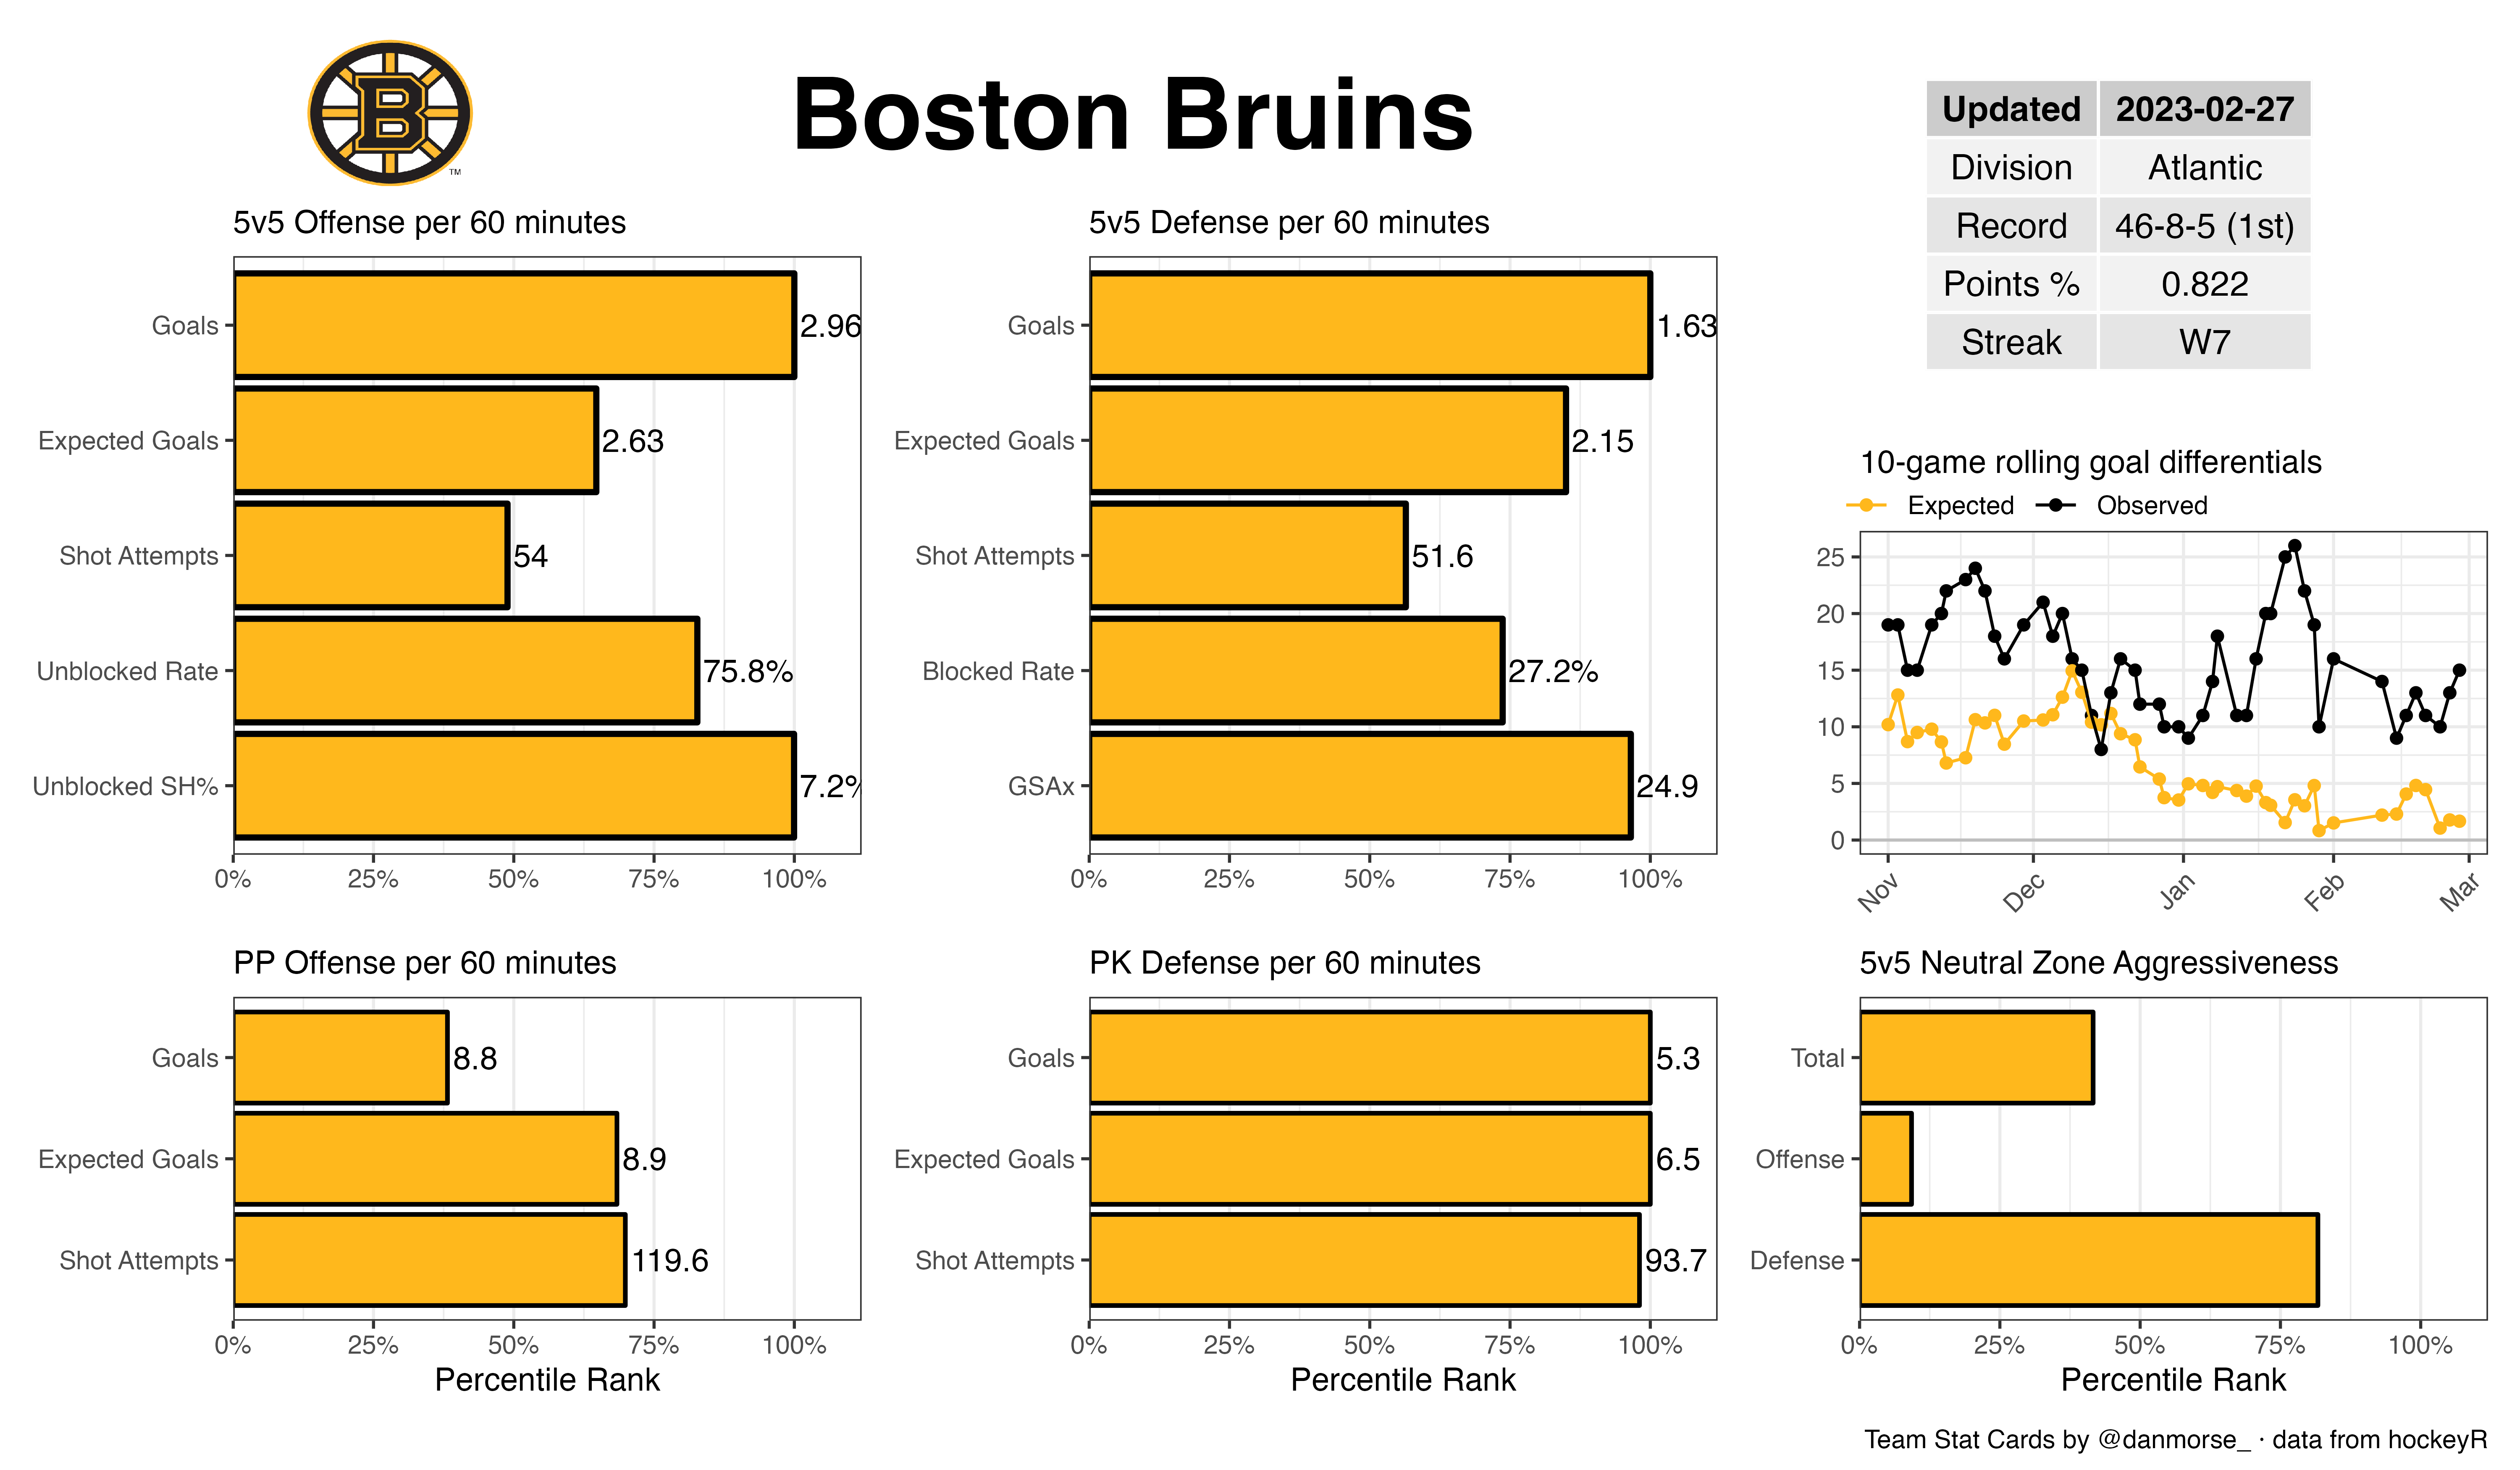 B
TM
Boston Bruins
Updated 2023-02-27
Division Atlantic
Record 46-8-5 (1st)
Points % 0.822
Streak W7
5v5 Offense per 60 minutes
Goals 2.96
Expected Goals 2.63
Shot Attempts 54
Unblocked Rate 75.8%
Unblocked SH% 7.2%
0% 25% 50% 75% 100%
5v5 Defense per 60 minutes
Goals 1.63
Expected Goals 2.15
Shot Attempts 51.6
Blocked Rate 27.2%
GSAx 24.9
0% 25% 50% 75% 100%
10-game rolling goal differentials
Expected Observed
25
20
15
10
5
0
Nov Dec Jan Feb Mar
PP Offense per 60 minutes
Goals 8.8
Expected Goals 8.9
Shot Attempts 119.6
0% 25% 50% 75% 100%
Percentile Rank
PK Defense per 60 minutes
Goals 5.3
Expected Goals 6.5
Shot Attempts 93.7
0% 25% 50% 75% 100%
Percentile Rank
5v5 Neutral Zone Aggressiveness
Total
Offense
Defense
0% 25% 50% 75% 100%
Percentile Rank
Team Stat Cards by @danmorse_ · data from hockeyR